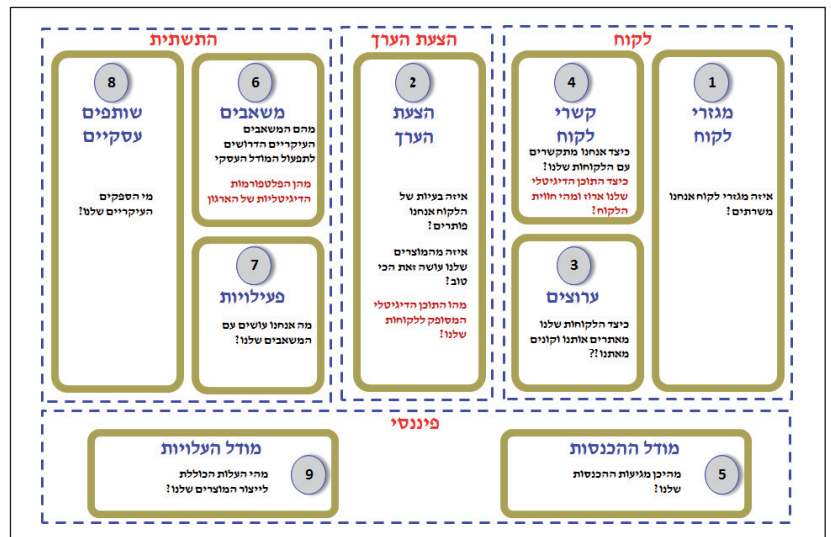 לקוח
1
מגזרי
לקוח
איזה מגזרי לקוח אנחנו
משרתים?
4
קשרי
לקוח
כיצד אנחנו מתקשרים
עם הלקוחות שלנו?
כיצד התוכן הדיגיטלי
שלנו ארוז ומהי חווית
הלקוח?
3
ערוצים
כיצד הלקוחות שלנו
מאתרים אותנו וקונים
מאתנו!?
הצעת הערך
2
הצעת
הערך
איזה בעיות של
הלקוח אנחנו
פותרים?
איזה מהמוצרים
שלנו עושה זאת הכי
טוב?
מהו התוכן הדיגיטלי
המסופק ללקוחות
שלנו?
התשתית
6
משאבים
מהם המשאבים
העיקריים הדרושים
לתפעול המודל העסקי
מהן הפלטפורמות
הדיגיטליות של הארגון
7
פעילויות
מה אנחנו עושים עם
המשאבים שלנו?
8
שותפים
עסקיים
מי הספקים
העיקריים שלנו?
פיננסי
5
מודל ההכנסות
מהיכן מגיעות ההכנסות
שלנו?
9
מודל העלויות
מהי העלות הכוללת
לייצור המוצרים שלנו?